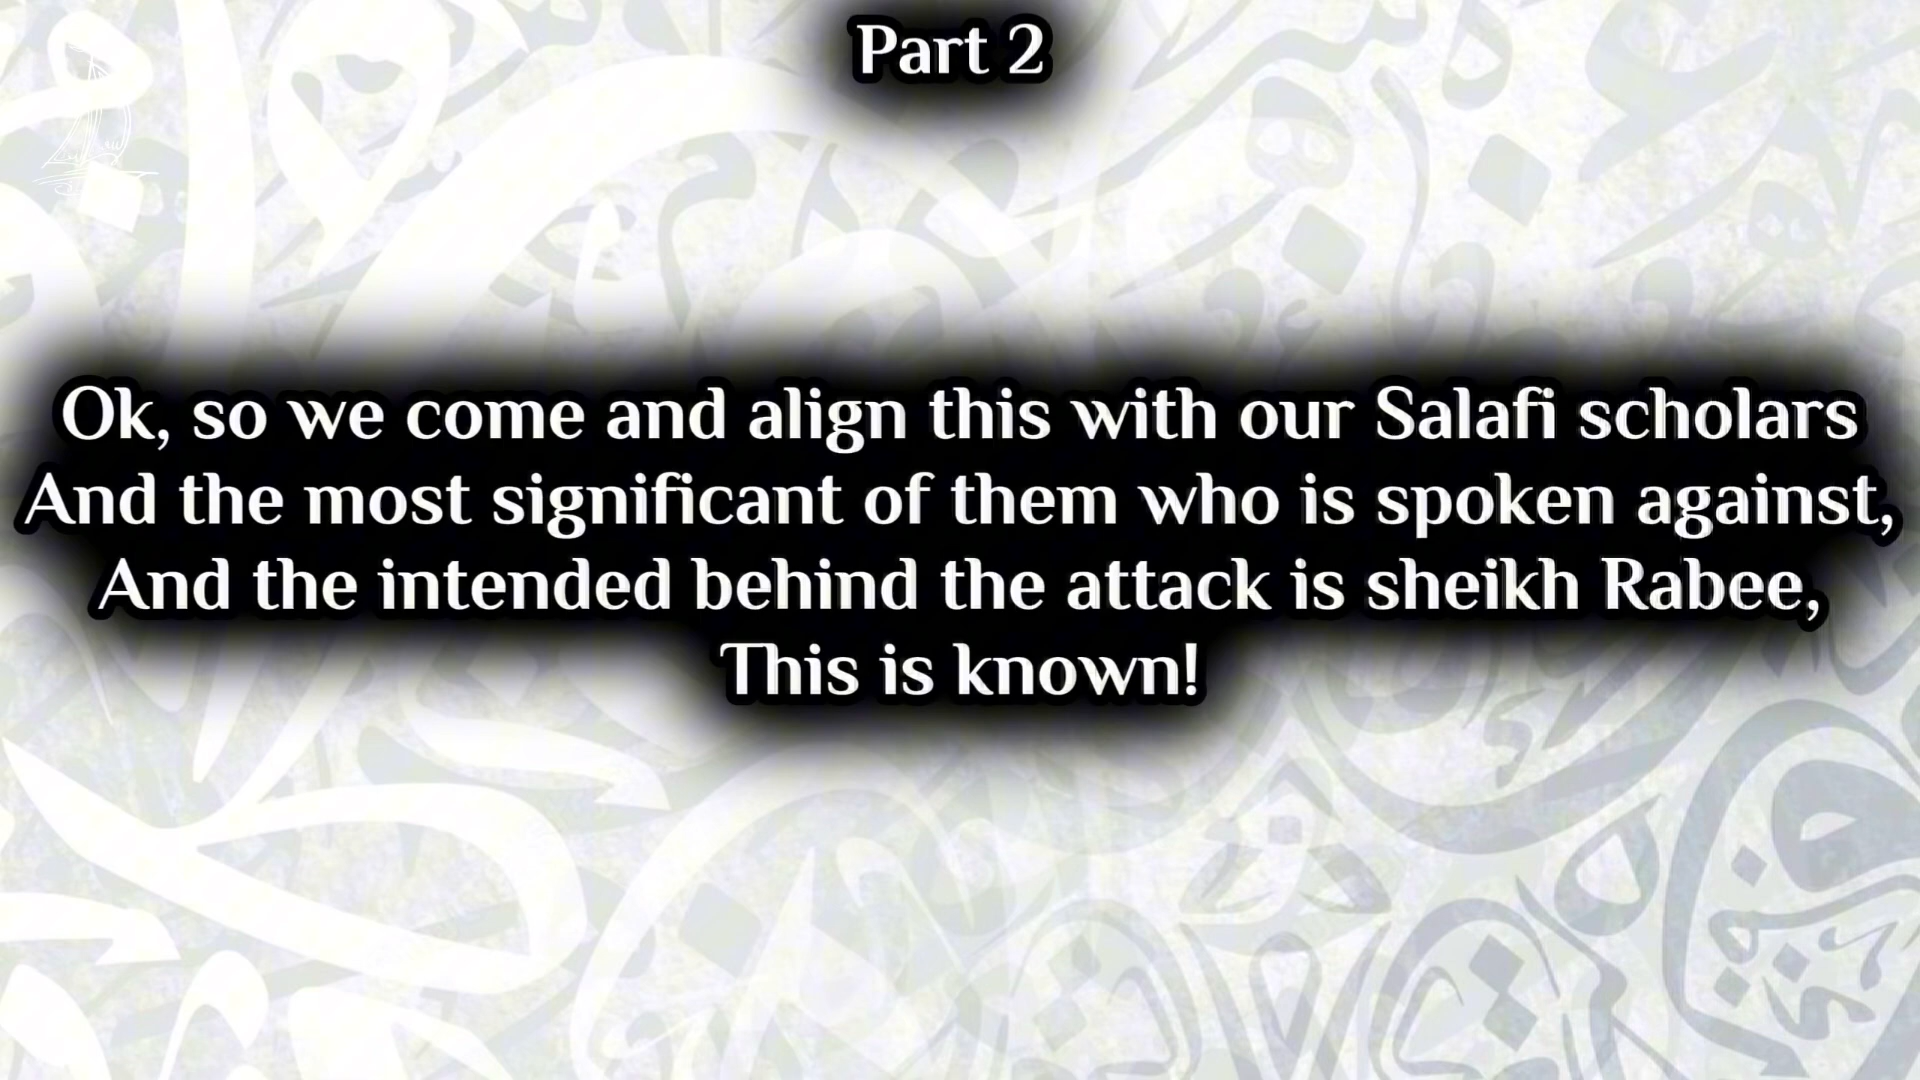 Part 2
Ok, so we come and align this with our Salafi scholars
And the most significant of them who is spoken against,
And the intended behind the attack is sheikh Rabee,
This is known!